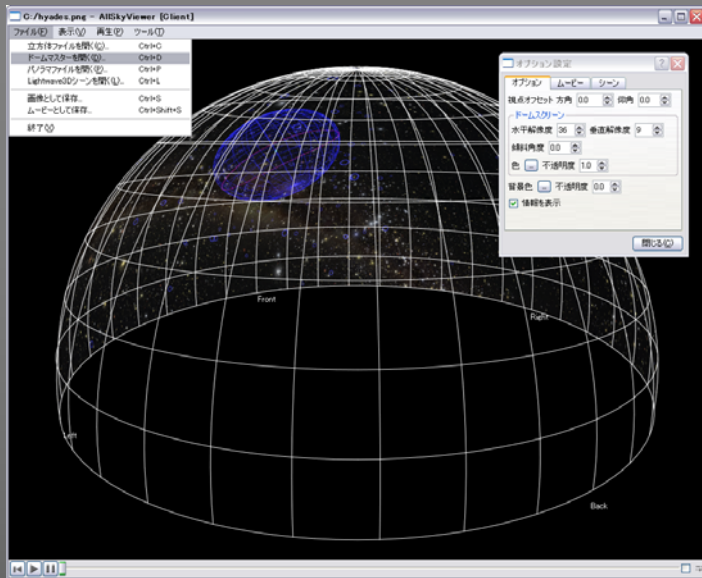 C:/hyades.png - AllSkyViewer [Client]
ファイル(F) 表示(V) 再生(P) ツール(T)
立方体ファイルを開く(C)... Ctrl+C
ドームマスターを開く(D)... Ctrl+D
パノラマファイルを開く(P)... Ctrl+P
Lightwave3Dシーンを開く(L)... Ctrl+L
画像として保存... Ctrl+S
ムービーとして保存... Ctrl+Shift+S
終了(X)
オプション設定
オプション ムービー シーン
視点オフセット 方角 0.0 仰角 0.0
ドームスクリーン
水平解像度 36 垂直解像度 9
傾斜角度 0.0
色 ... 不透明度 1.0
背景色 ... 不透明度 0.0
情報を表示
閉じる(C)
Front
Right
Left
Back